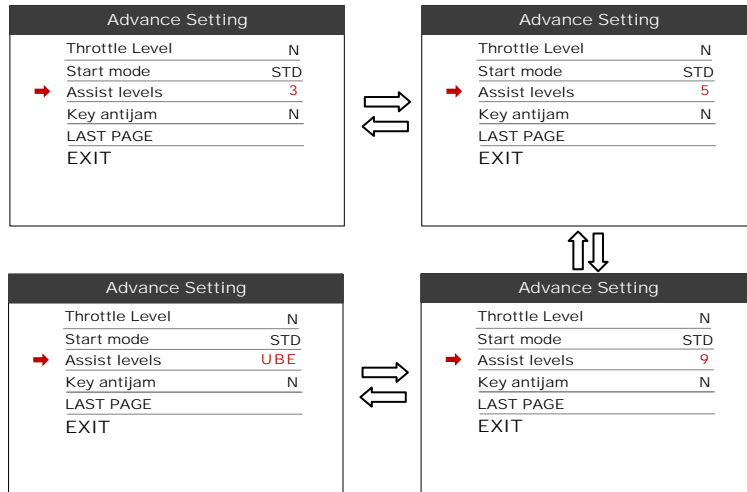 Advance Setting
Throttle Level N
Start mode STD
Assist levels 3
Key antijam N
LAST PAGE
EXIT
Advance Setting
Throttle Level N
Start mode STD
Assist levels 5
Key antijam N
LAST PAGE
EXIT
Advance Setting
Throttle Level N
Start mode STD
Assist levels UBE
Key antijam N
LAST PAGE
EXIT
Advance Setting
Throttle Level N
Start mode STD
Assist levels 9
Key antijam N
LAST PAGE
EXIT